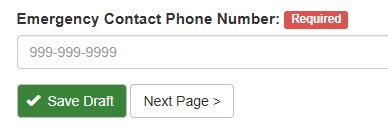 Emergency Contact Phone Number: Required
999-999-9999
Save Draft Next Page >